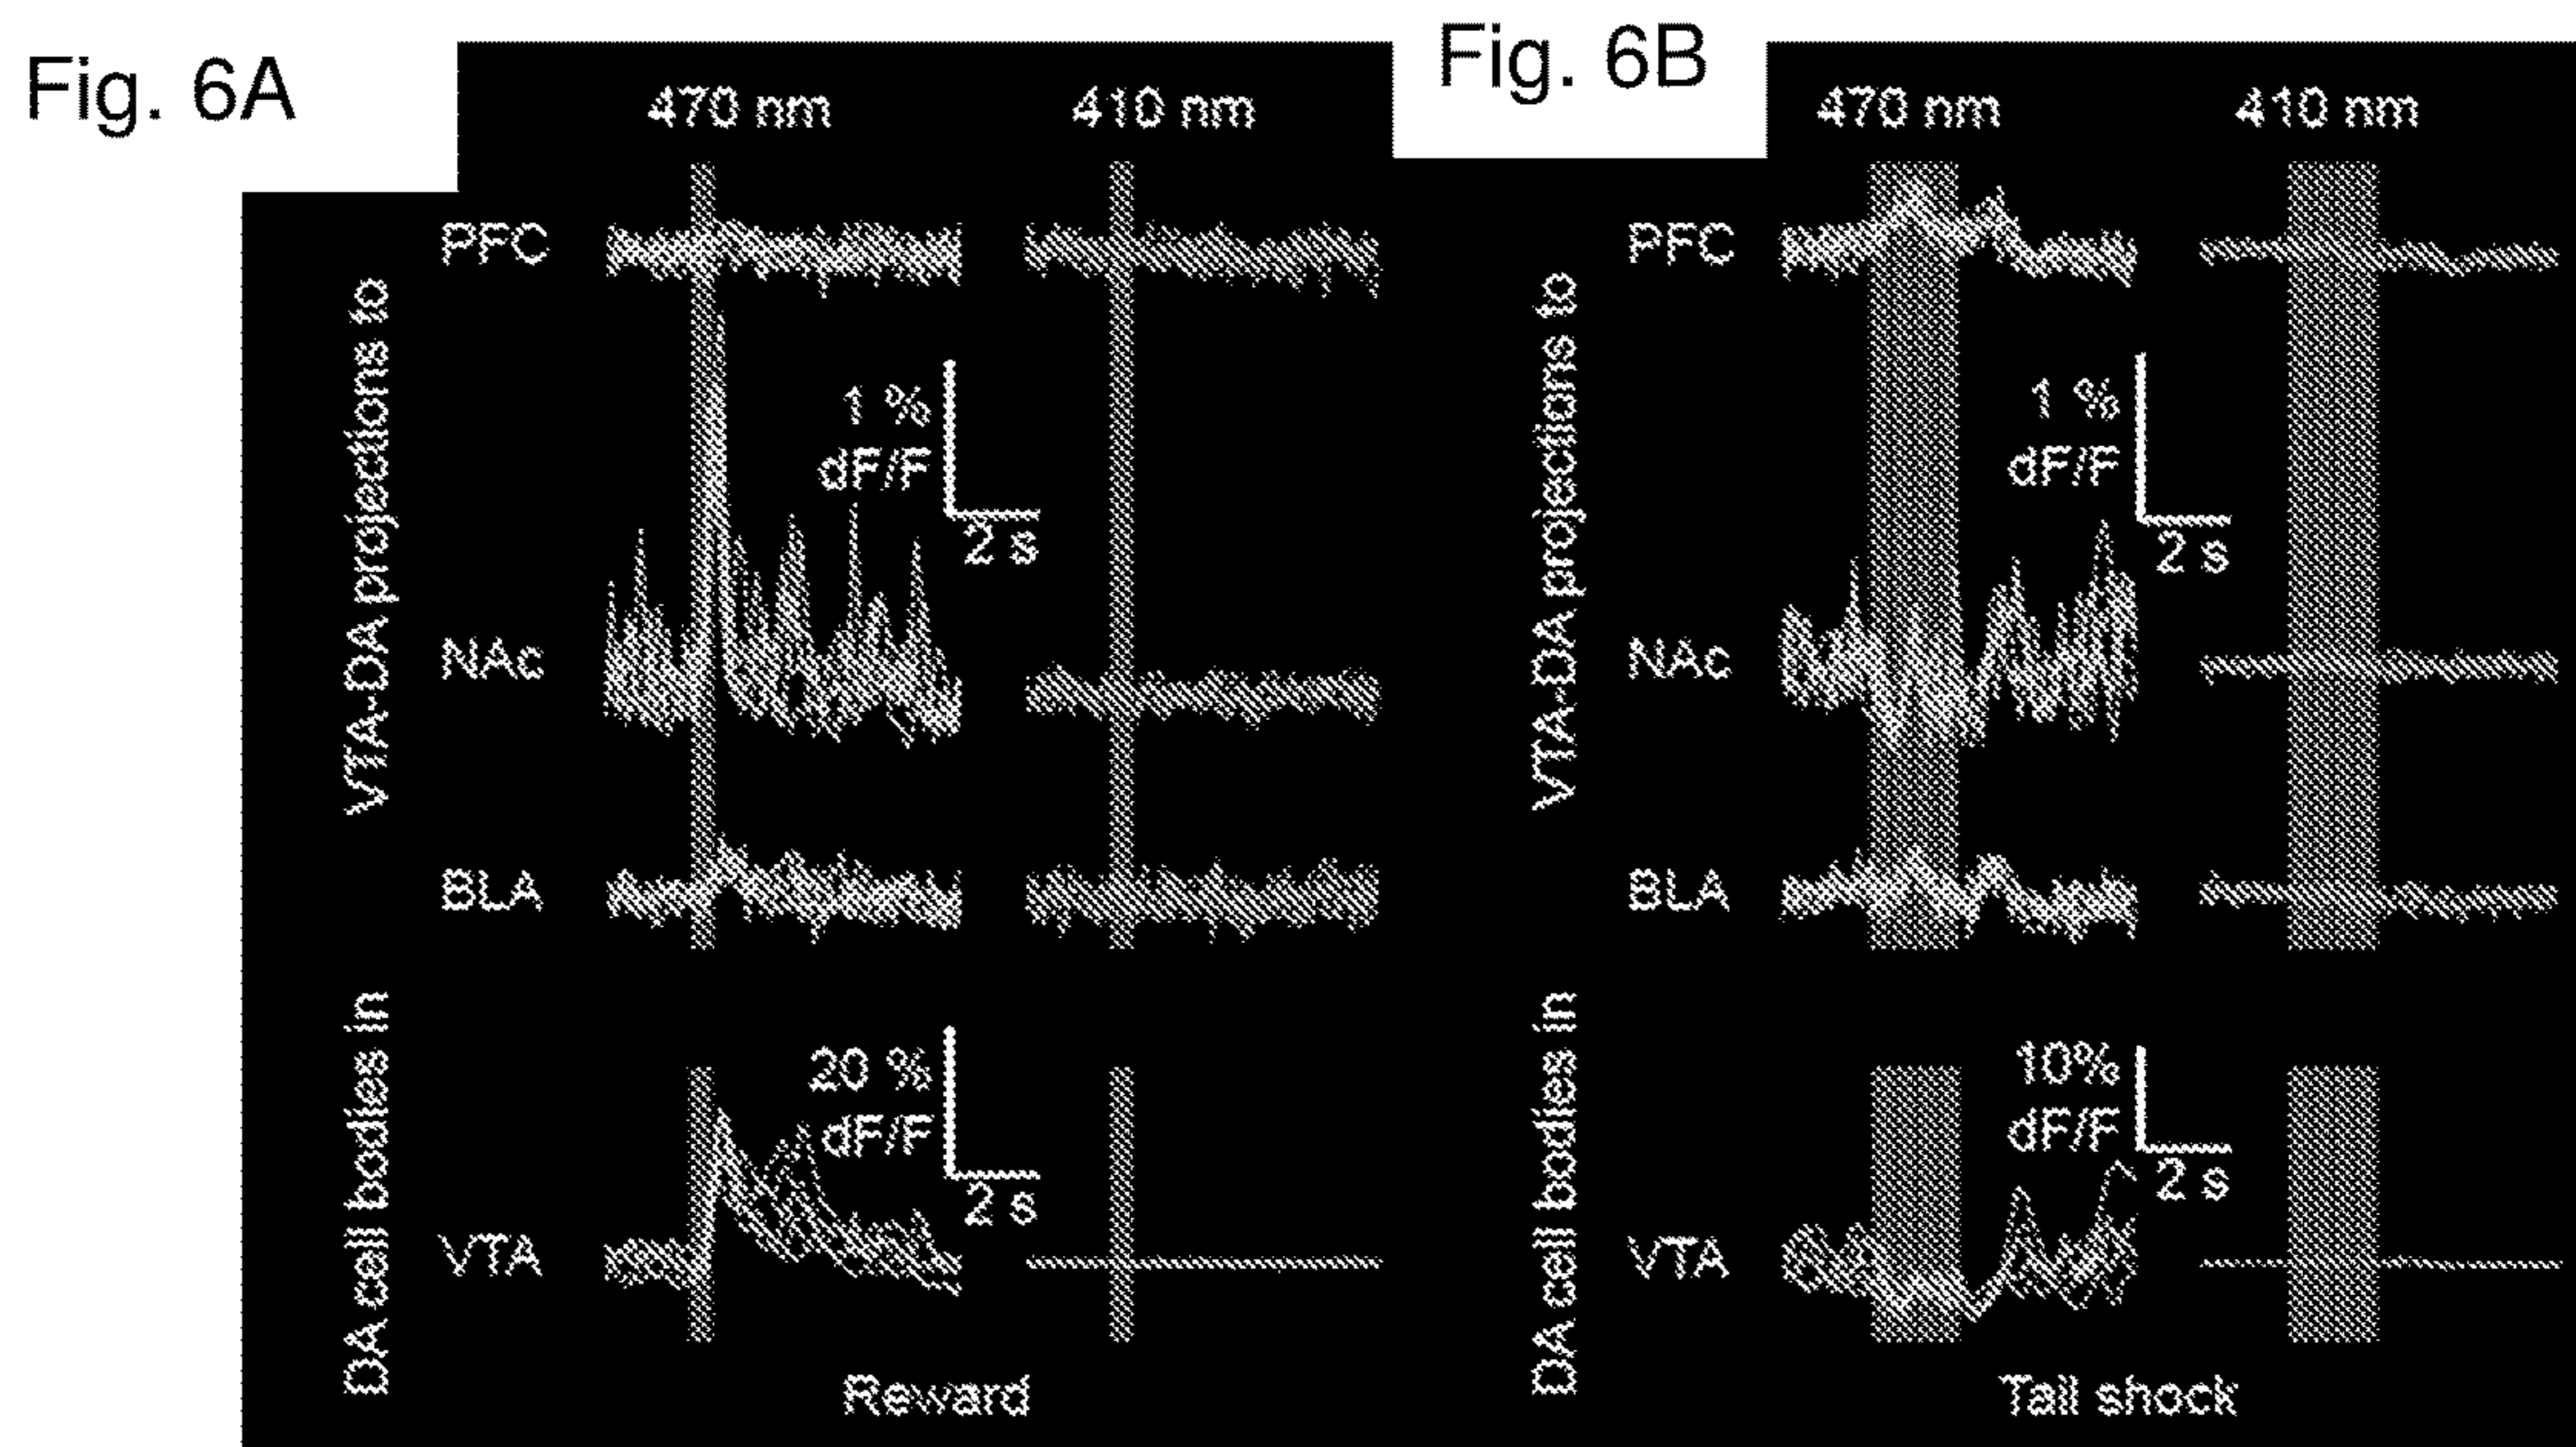 Fig. 6A
470 nm
410 nm
VTA-DA projections to
PFC
1 %
dF/F
2 s
NAc
BLA
DA cell bodies in
20 %
dF/F
2 s
VTA
Reward
Fig. 6B
470 nm
410 nm
VTA-DA projections to
PFC
1 %
dF/F
2 s
NAc
BLA
DA cell bodies in
10%
dF/F
2 s
VTA
Tail shock